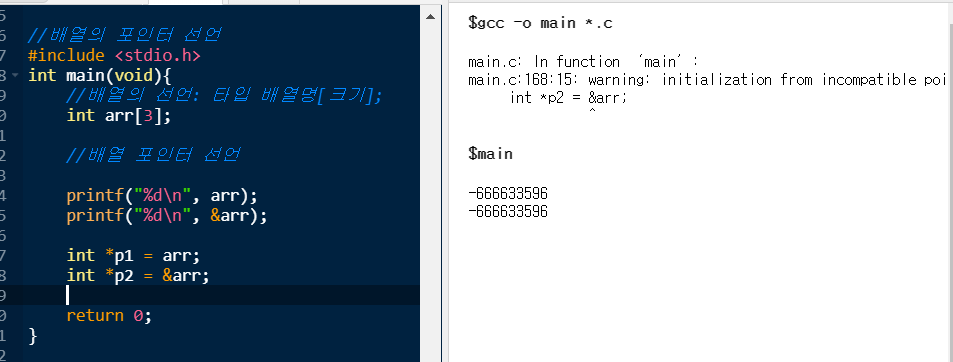 //배열의 포인터 선언
#include <stdio.h>
int main(void){
//배열의 선언: 타입 배열명[크기];
int arr[3];
//배열 포인터 선언
printf("%d\n", arr);
printf("%d\n", &arr);
int *p1 = arr;
int *p2 = &arr;
return 0;
}
$gcc -o main *.c
main.c: In function ‘main’:
main.c:168:15: warning: initialization from incompatible poi
int *p2 = &arr;
^
$main
-666633596
-666633596